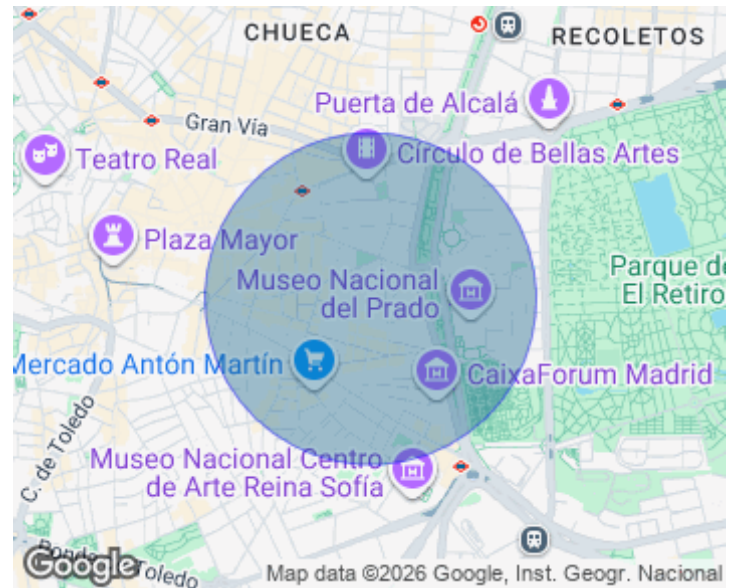 CHUECA
RECOLETOS
Puerta de Alcalá
Gran Vía
Teatro Real
Círculo de Bellas Artes
Plaza Mayor
Museo Nacional
del Prado
Parque de
El Retiro
Mercado Antón Martín
CaixaForum Madrid
C. de Toledo
Museo Nacional Centro
de Arte Reina Sofía
Ronda de Toledo
Google
Map data ©2026 Google, Inst. Geogr. Nacional